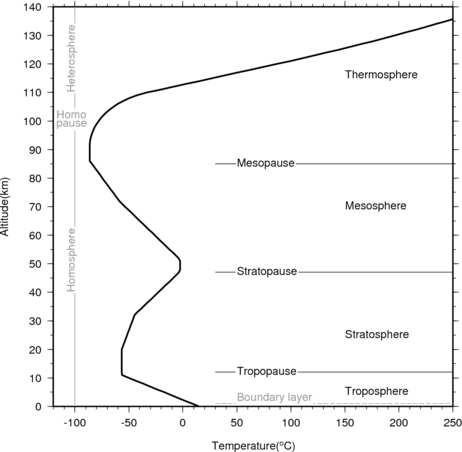 140
130
120
110
100
90
80
70
60
50
40
30
20
10
0
Altitude(km)
Heterosphere
Homo
pause
Homosphere
Thermosphere
Mesopause
Mesosphere
Stratopause
Stratosphere
Tropopause
Troposphere
Boundary layer
-100 -50 0 50 100 150 200 250
Temperature(°C)